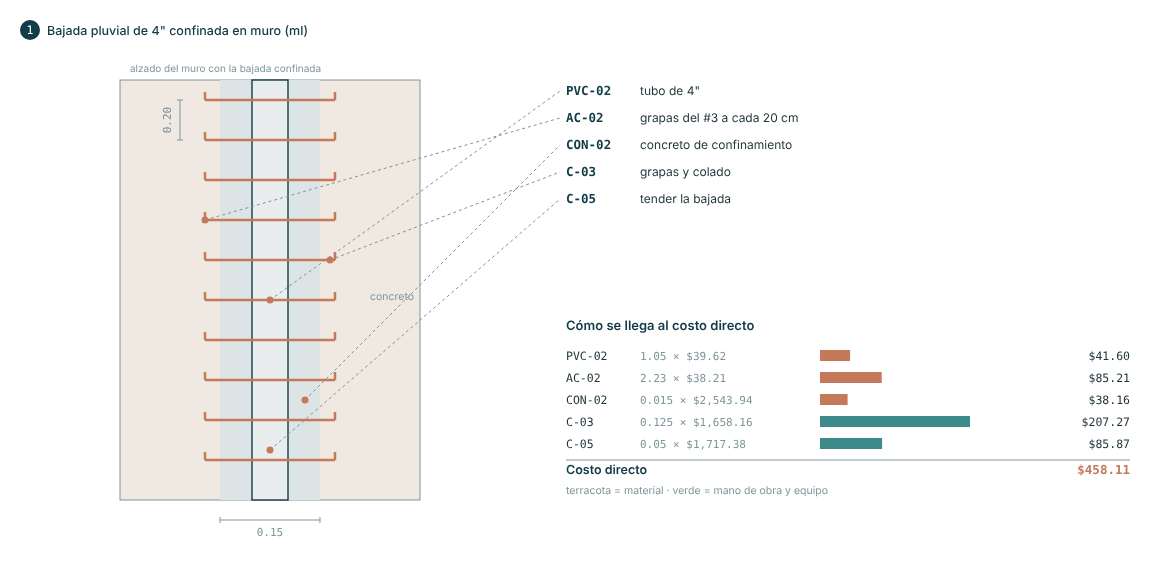 1 Bajada pluvial de 4" confinada en muro (ml)
alzado del muro con la bajada confinada
0.20
concreto
0.15
PVC-02 tubo de 4"
AC-02 grapas del #3 a cada 20 cm
CON-02 concreto de confinamiento
C-03 grapas y colado
C-05 tender la bajada
Cómo se llega al costo directo
PVC-02 1.05 × $39.62 $41.60
AC-02 2.23 × $38.21 $85.21
CON-02 0.015 × $2,543.94 $38.16
C-03 0.125 × $1,658.16 $207.27
C-05 0.05 × $1,717.38 $85.87
Costo directo $458.11
terracota = material · verde = mano de obra y equipo